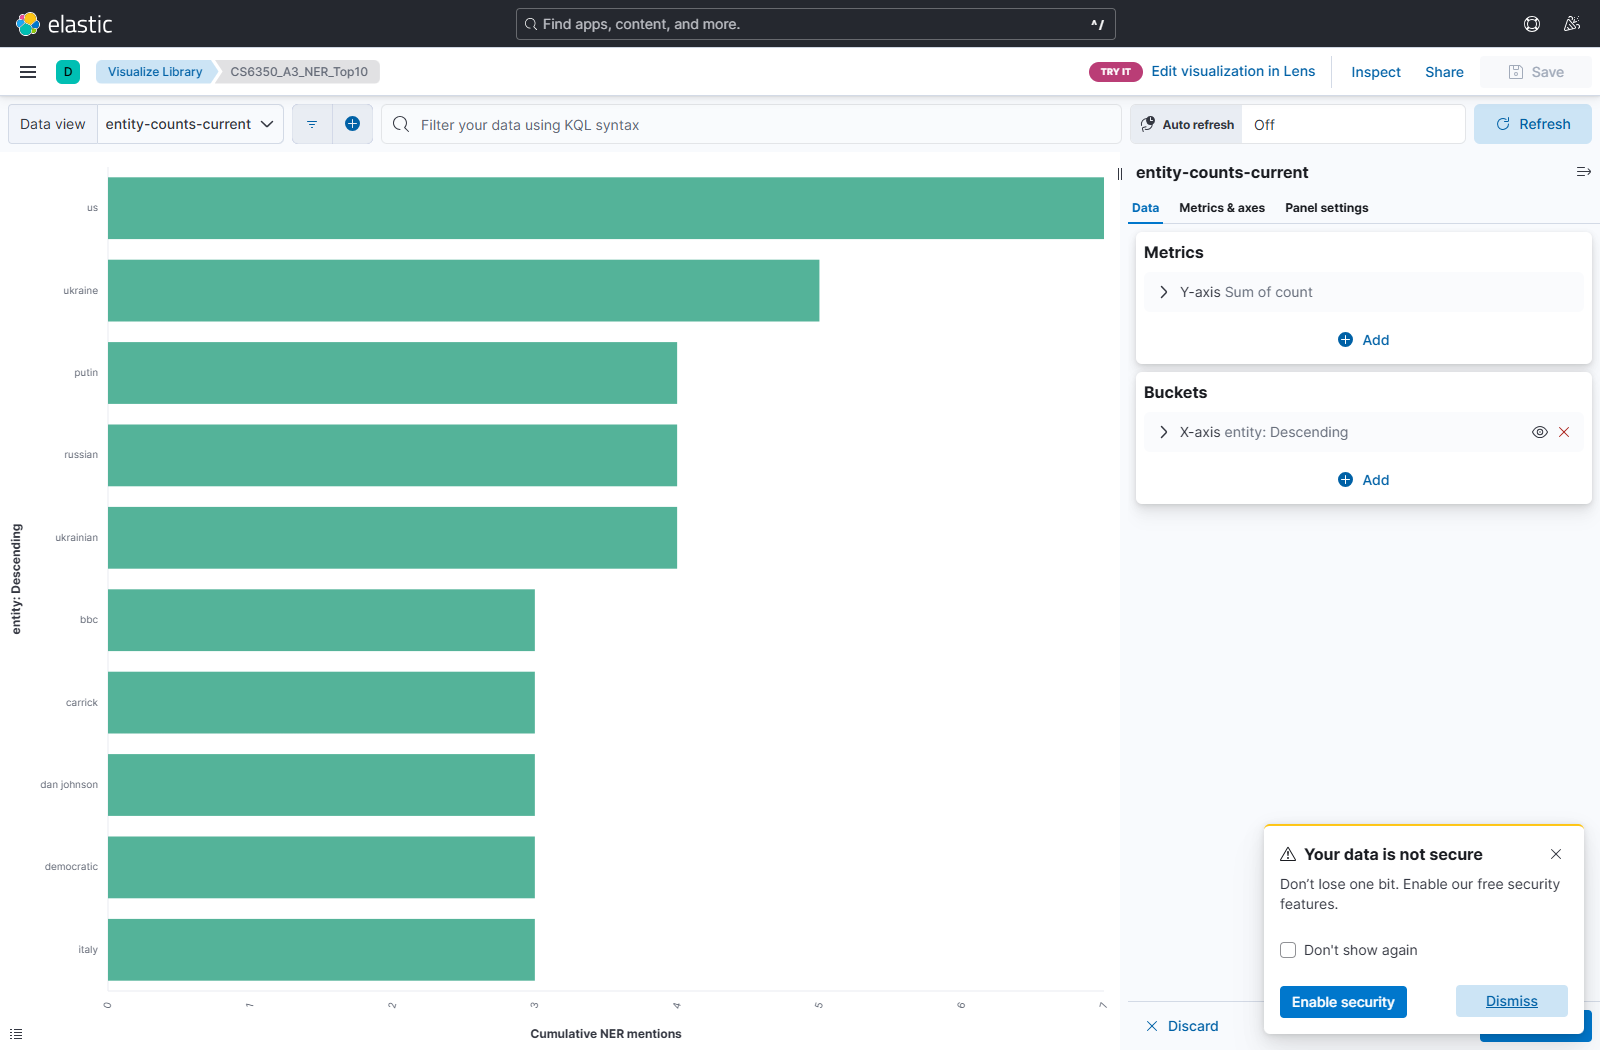 elastic
Find apps, content, and more.
^/
D
Visualize Library
CS6350_A3_NER_Top10
TRY IT
Edit visualization in Lens
Inspect
Share
Save
Data view
entity-counts-current
Filter your data using KQL syntax
Auto refresh
Off
Refresh
entity: Descending
us
ukraine
putin
russian
ukrainian
bbc
carrick
dan johnson
democratic
italy
0 1 2 3 4 5 6 7
Cumulative NER mentions
entity-counts-current
Data
Metrics & axes
Panel settings
Metrics
Y-axis Sum of count
Add
Buckets
X-axis entity: Descending
Add
Your data is not secure
Don't lose one bit. Enable our free security
features.
Don't show again
Enable security
Dismiss
Discard